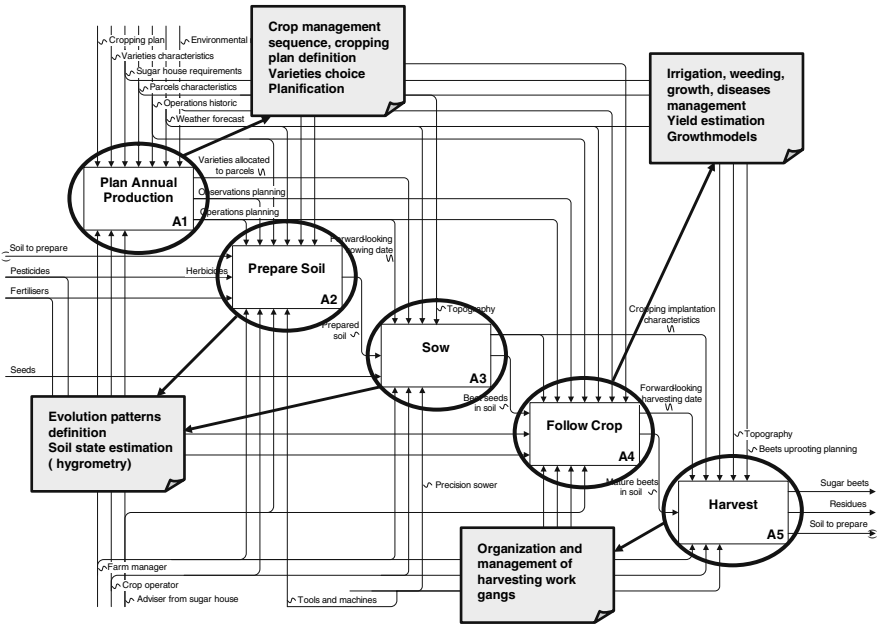 Cropping plan
Environmental
Varieties characteristics
Sugar house requirements
Parcels characteristics
Operations historic
Weather forecast
Crop management
sequence, cropping
plan definition
Varieties choice
Planification
Irrigation, weeding,
growth, diseases
management
Yield estimation
Growthmodels
Plan Annual
Production
A1
Varieties allocated
to parcels
Observations planning
Operations planning
Forward-looking
sowing date
Soil to prepare
Pesticides
Herbicides
Fertilisers
Prepare Soil
A2
Topography
Prepared
soil
Cropping implantation
characteristics
Sow
A3
Seeds
Beet seeds
in soil
Forward-looking
harvesting date
Evolution patterns
definition
Soil state estimation
( hygrometry)
Follow Crop
A4
Topography
Beets uprooting planning
Mature beets
in soil
Precision sower
Harvest
A5
Sugar beets
Residues
Soil to prepare
Organization and
management of
harvesting work
gangs
Farm manager
Crop operator
Adviser from sugar house
Tools and machines